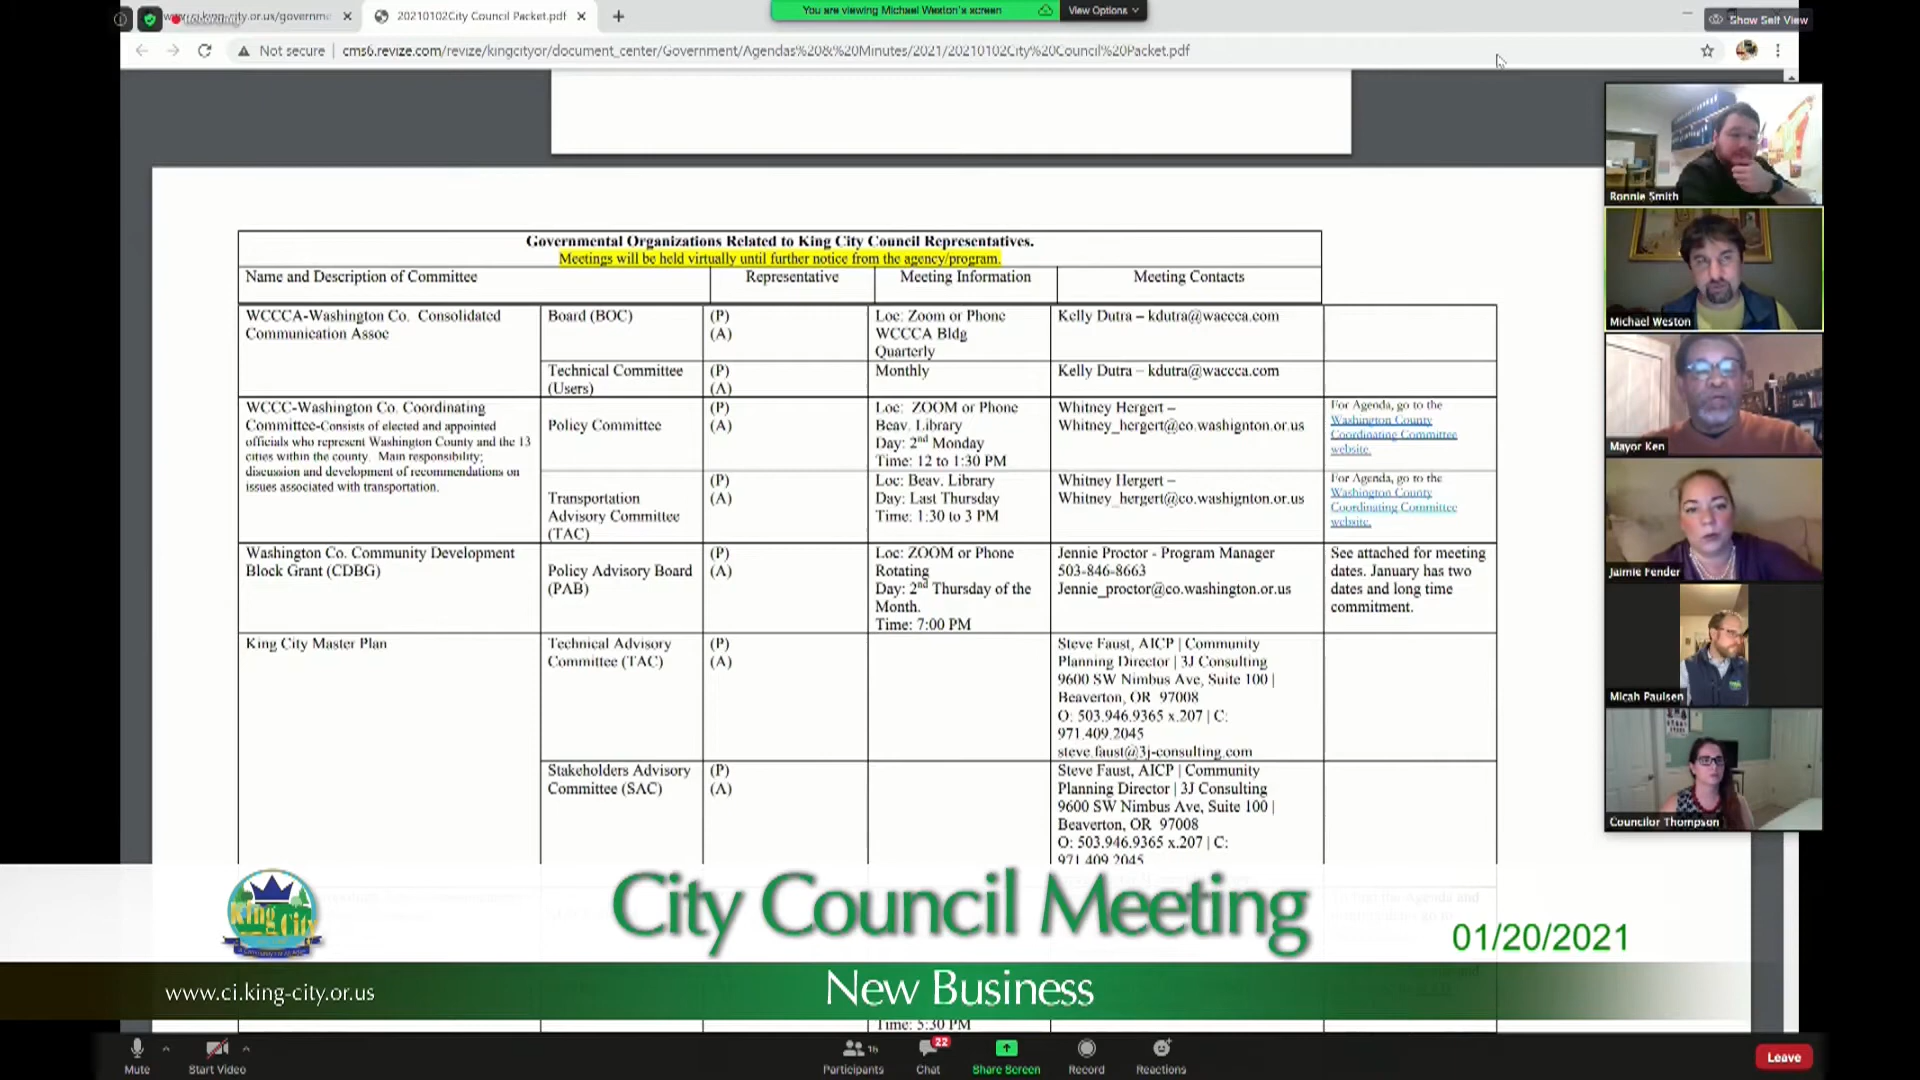 www.ci.king-city.or.us/governme
20210102City Council Packet.pdf
You are viewing Michael Weston's screen
View Options
Show Self View
Not secure
cms6.revize.com/revize/kingcityor/document_center/Government/Agendas%20&%20Minutes/2021/20210102City%20Council%20Packet.pdf
Governmental Organizations Related to King City Council Representatives.
Meetings will be held virtually until further notice from the agency/program.
Name and Description of Committee
Representative
Meeting Information
Meeting Contacts
WCCCA-Washington Co. Consolidated
Communication Assoc
Board (BOC)
(P)
(A)
Loc: Zoom or Phone
WCCCA Bldg
Quarterly
Kelly Dutra – kdutra@waccca.com
Technical Committee
(Users)
(P)
(A)
Monthly
Kelly Dutra – kdutra@waccca.com
WCCC-Washington Co. Coordinating
Committee-Consists of elected and appointed
officials who represent Washington County and the 13
cities within the county. Main responsibility;
discussion and development of recommendations on
issues associated with transportation.
Policy Committee
(P)
(A)
Loc: ZOOM or Phone
Beav. Library
Day: 2nd Monday
Time: 12 to 1:30 PM
Whitney Hergert –
Whitney_hergert@co.washignton.or.us
For Agenda, go to the
Washington County
Coordinating Committee
website.
Transportation
Advisory Committee
(TAC)
(P)
(A)
Loc: Beav. Library
Day: Last Thursday
Time: 1:30 to 3 PM
Whitney Hergert –
Whitney_hergert@co.washignton.or.us
For Agenda, go to the
Washington County
Coordinating Committee
website.
Washington Co. Community Development
Block Grant (CDBG)
Policy Advisory Board
(PAB)
(P)
(A)
Loc: ZOOM or Phone
Rotating
Day: 2nd Thursday of the
Month.
Time: 7:00 PM
Jennie Proctor - Program Manager
503-846-8663
Jennie_proctor@co.washington.or.us
See attached for meeting
dates. January has two
dates and long time
commitment.
King City Master Plan
Technical Advisory
Committee (TAC)
(P)
(A)
Steve Faust, AICP | Community
Planning Director | 3J Consulting
9600 SW Nimbus Ave, Suite 100 |
Beaverton, OR 97008
O: 503.946.9365 x.207 | C:
971.409.2045
steve.faust@3j-consulting.com
Stakeholders Advisory
Committee (SAC)
(P)
(A)
Steve Faust, AICP | Community
Planning Director | 3J Consulting
9600 SW Nimbus Ave, Suite 100 |
Beaverton, OR 97008
O: 503.946.9365 x.207 | C:
971.409.2045
Ronnie Smith
Michael Weston
Mayor Ken
Jaimie Fender
Micah Paulsen
Councilor Thompson
King City
City Council Meeting
01/20/2021
www.ci.king-city.or.us
New Business
Time: 5:30 PM
Mute
Start Video
Participants
Chat
22
Share Screen
Record
Reactions
Leave